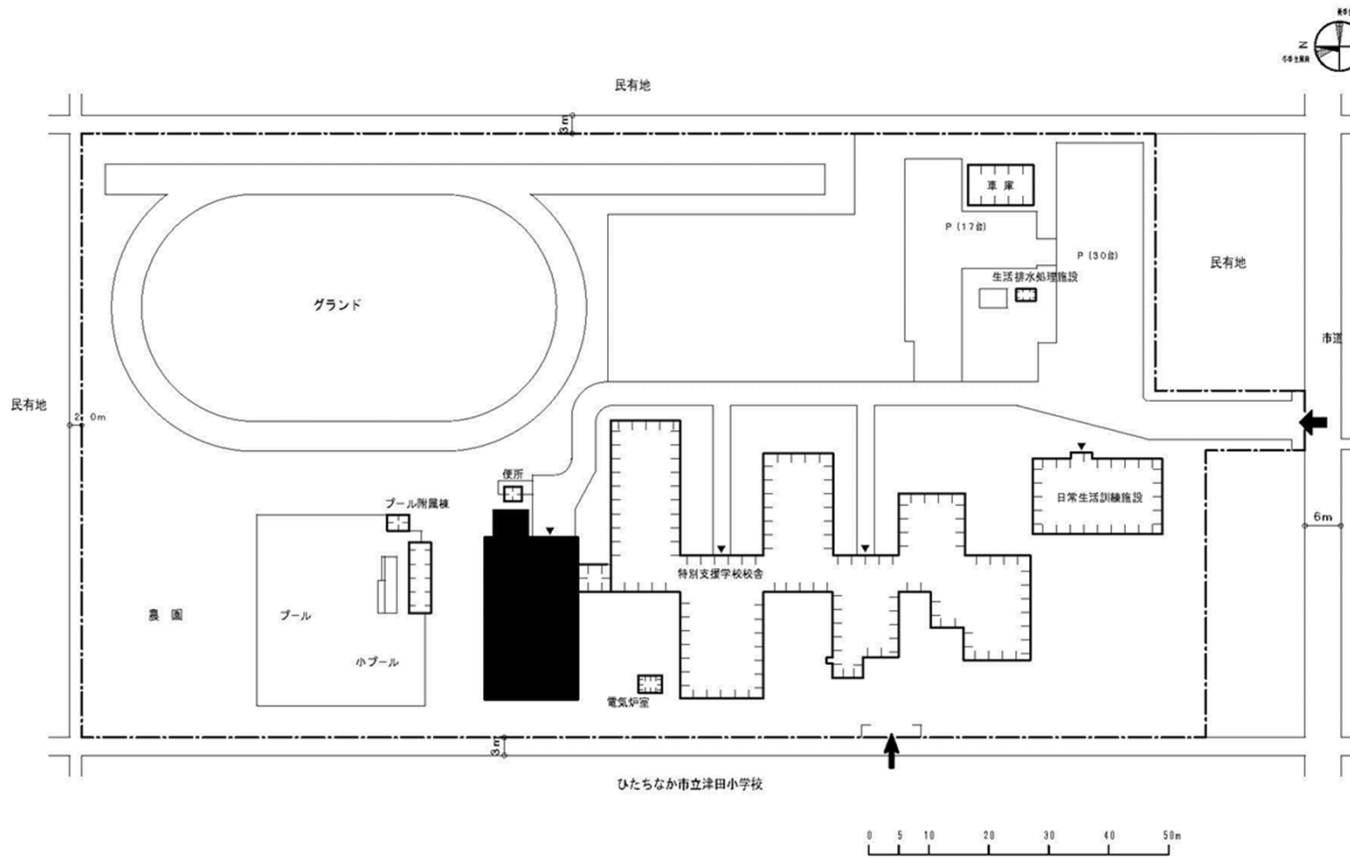 N
民有地
3m
車 庫
P (17台)
P (30台)
民有地
生活排水処理施設
グランド
市道
民有地
2.0m
便所
プール附属棟
日常生活訓練施設
6m
特別支援学校校舎
農 園
プール
小プール
電気炉室
3m
ひたちなか市立津田小学校
0 5 10 20 30 40 50m